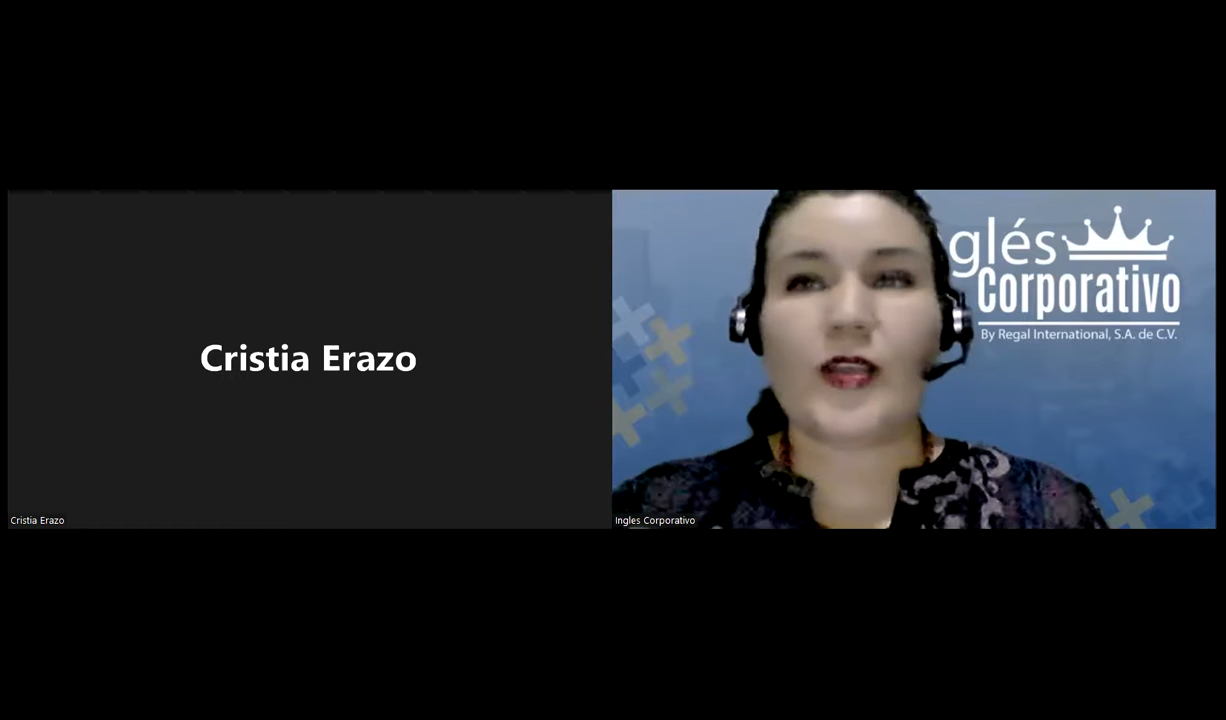 Cristia Erazo
Cristia Erazo
glés
Corporativo
By Regal International, S.A. de C.V.
Ingles Corporativo